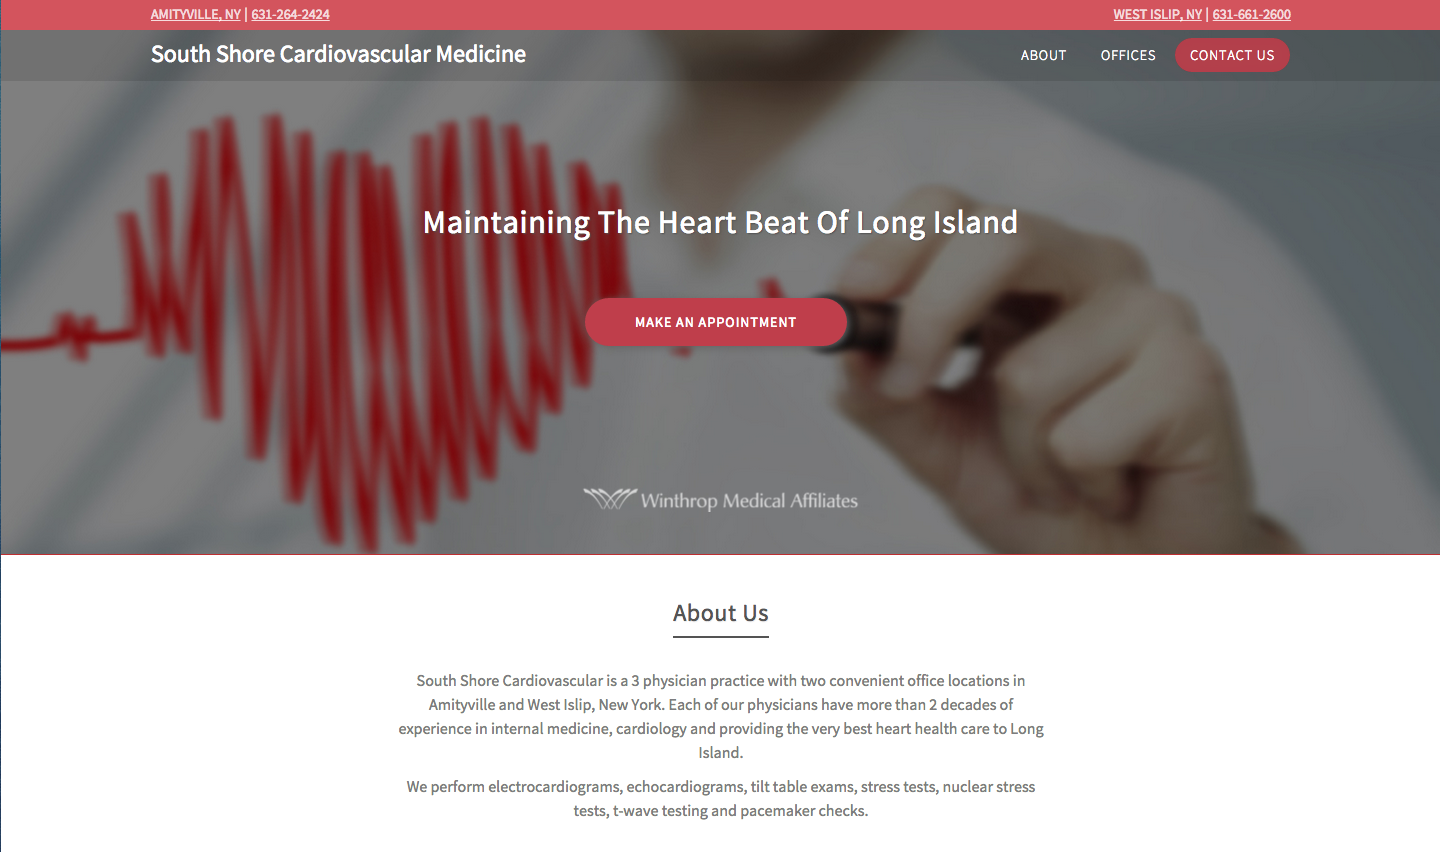 AMITYVILLE, NY | 631-264-2424
WEST ISLIP, NY | 631-661-2600
South Shore Cardiovascular Medicine
ABOUT
OFFICES
CONTACT US
Maintaining The Heart Beat Of Long Island
MAKE AN APPOINTMENT
Winthrop Medical Affiliates
About Us
South Shore Cardiovascular is a 3 physician practice with two convenient office locations in
Amityville and West Islip, New York. Each of our physicians have more than 2 decades of
experience in internal medicine, cardiology and providing the very best heart health care to Long
Island.
We perform electrocardiograms, echocardiograms, tilt table exams, stress tests, nuclear stress
tests, t-wave testing and pacemaker checks.